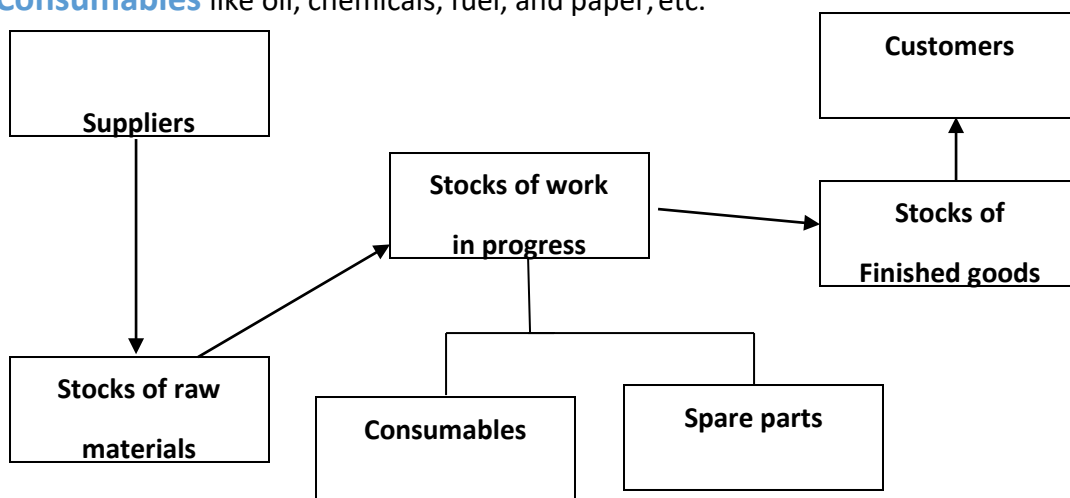 Consumables like oil, chemicals, fuel, and paper, etc.
Customers
Suppliers
Stocks of work
in progress
Stocks of
Finished goods
Stocks of raw
materials
Consumables
Spare parts